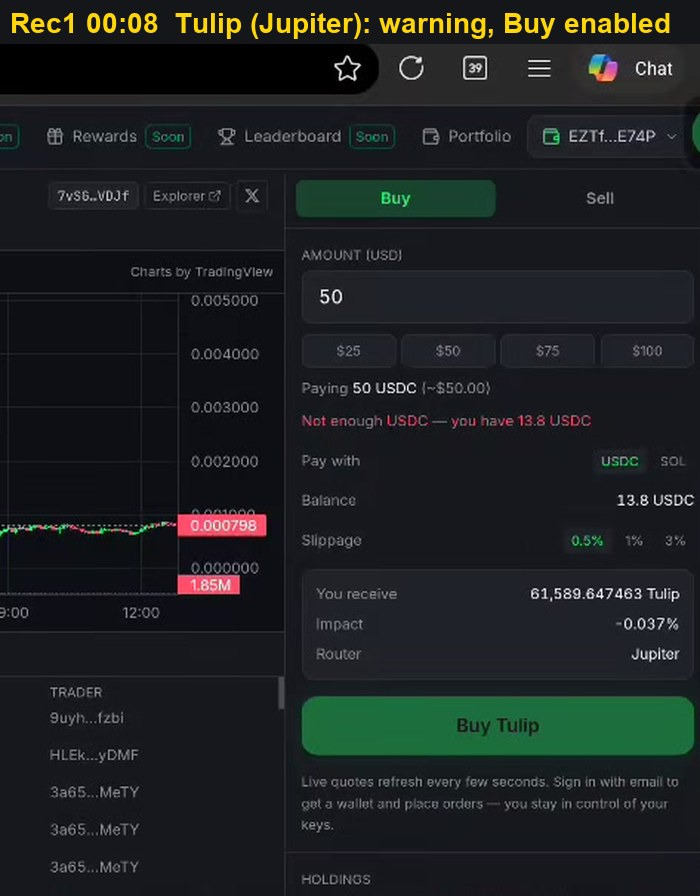 Rec1 00:08  Tulip (Jupiter): warning, Buy enabled
39 Chat
on Rewards Soon Leaderboard Soon Portfolio EZTf...E74P
7vS6…VDJf Explorer X
Buy Sell
Charts by TradingView
AMOUNT (USD)
50
$25 $50 $75 $100
Paying 50 USDC (~$50.00)
Not enough USDC — you have 13.8 USDC
Pay with USDC SOL
Balance 13.8 USDC
Slippage 0.5% 1% 3%
You receive 61,589.647463 Tulip
Impact -0.037%
Router Jupiter
Buy Tulip
Live quotes refresh every few seconds. Sign in with email to
get a wallet and place orders — you stay in control of your
keys.
HOLDINGS
0.005000
0.004000
0.003000
0.002000
0.001000
0.000798
0.000000
1.85M
9:00 12:00
TRADER
9uyh...fzbi
HLEk...yDMF
3a65...MeTY
3a65...MeTY
3a65...MeTY